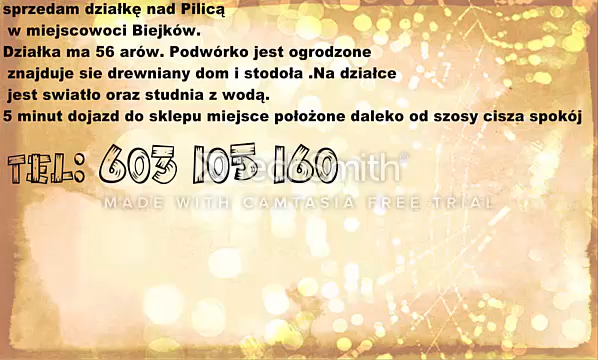 sprzedam działkę nad Pilicą
w miejscowoci Biejków.
Działka ma 56 arów. Podwórko jest ogrodzone
znajduje sie drewniany dom i stodoła .Na działce
jest swiatło oraz studnia z wodą.
5 minut dojazd do sklepu miejsce położone daleko od szosy cisza spokój
TEL: 603 105 160
TechSmith®
MADE WITH CAMTASIA FREE TRIAL